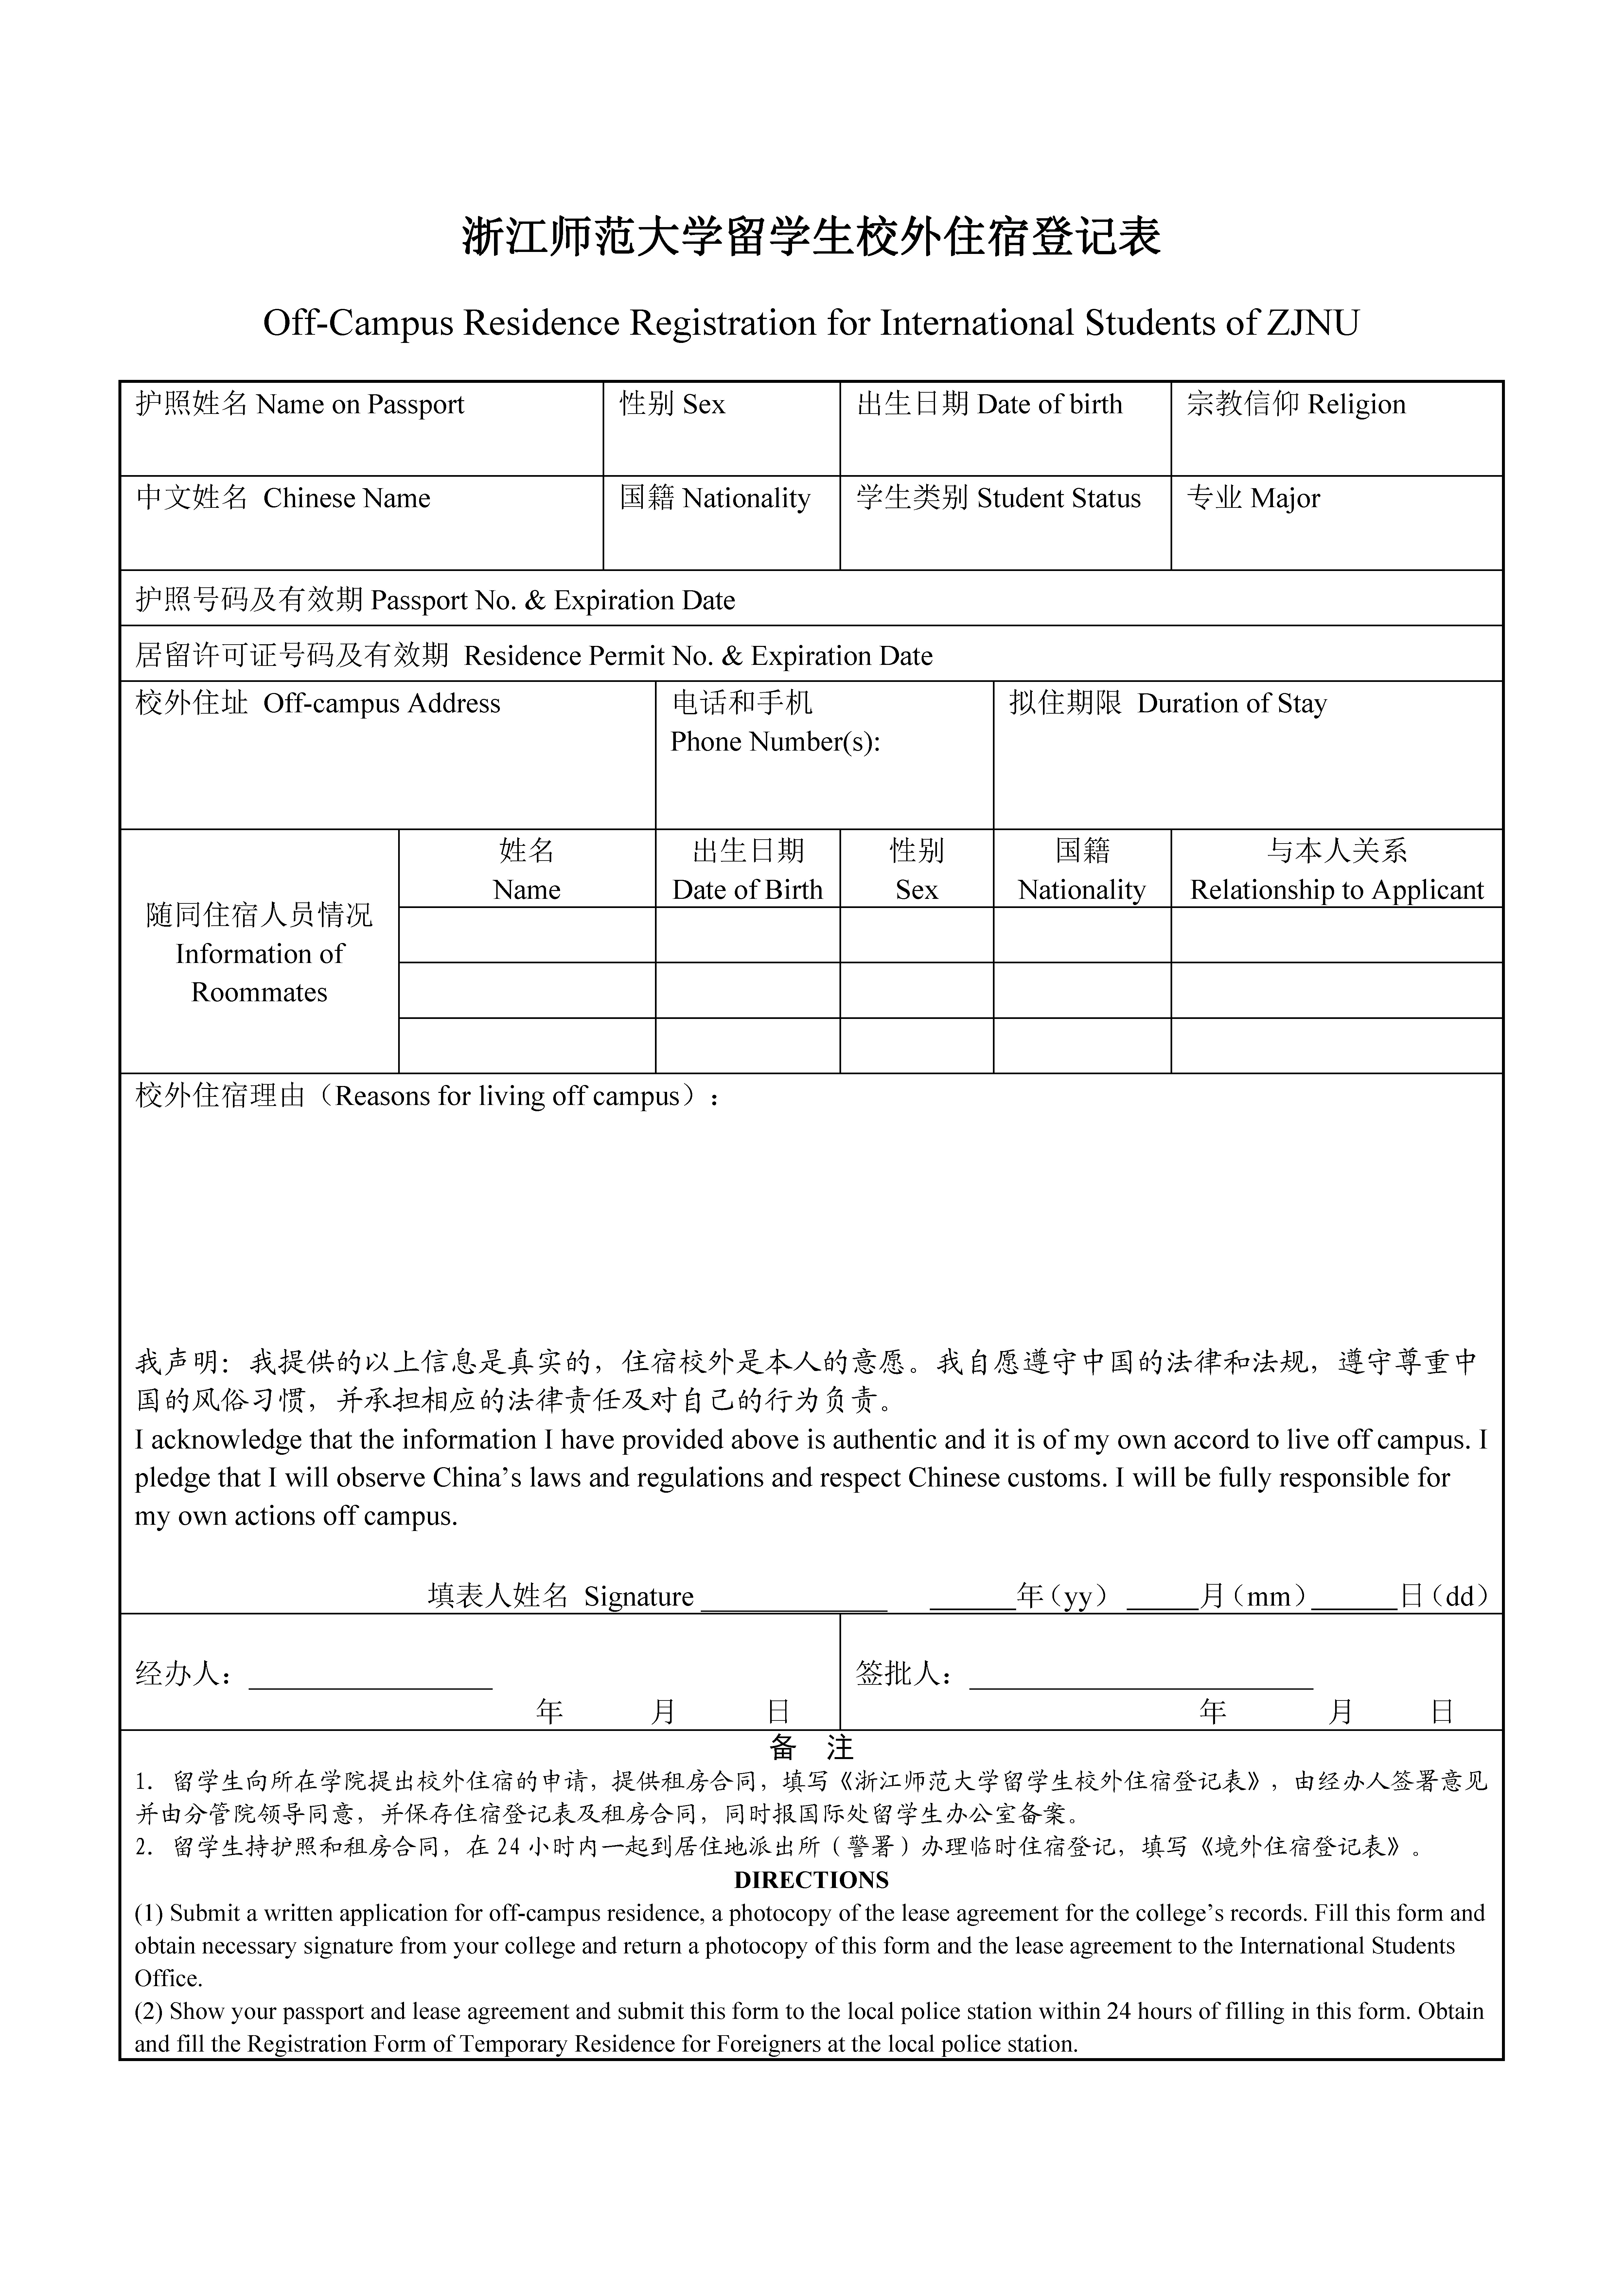 浙江师范大学留学生校外住宿登记表
Off-Campus Residence Registration for International Students of ZJNU
护照姓名 Name on Passport
性别 Sex
出生日期 Date of birth
宗教信仰 Religion
中文姓名 Chinese Name
国籍 Nationality
学生类别 Student Status
专业 Major
护照号码及有效期 Passport No. & Expiration Date
居留许可证号码及有效期 Residence Permit No. & Expiration Date
校外住址 Off-campus Address
电话和手机
Phone Number(s):
拟住期限 Duration of Stay
随同住宿人员情况
Information of
Roommates
姓名
Name
出生日期
Date of Birth
性别
Sex
国籍
Nationality
与本人关系
Relationship to Applicant
校外住宿理由（Reasons for living off campus）：
我声明：我提供的以上信息是真实的，住宿校外是本人的意愿。我自愿遵守中国的法律和法规，遵守尊重中
国的风俗习惯，并承担相应的法律责任及对自己的行为负责。
I acknowledge that the information I have provided above is authentic and it is of my own accord to live off campus. I
pledge that I will observe China’s laws and regulations and respect Chinese customs. I will be fully responsible for
my own actions off campus.
填表人姓名 Signature _____________ ______年（yy） _____月（mm）______日（dd）
经办人：_________________
年 月 日
签批人：________________________
年 月 日
备 注
1. 留学生向所在学院提出校外住宿的申请，提供租房合同，填写《浙江师范大学留学生校外住宿登记表》，由经办人签署意见
并由分管院领导同意，并保存住宿登记表及租房合同，同时报国际处留学生办公室备案。
2. 留学生持护照和租房合同，在 24 小时内一起到居住地派出所（警署）办理临时住宿登记，填写《境外住宿登记表》。
DIRECTIONS
(1) Submit a written application for off-campus residence, a photocopy of the lease agreement for the college’s records. Fill this form and
obtain necessary signature from your college and return a photocopy of this form and the lease agreement to the International Students
Office.
(2) Show your passport and lease agreement and submit this form to the local police station within 24 hours of filling in this form. Obtain
and fill the Registration Form of Temporary Residence for Foreigners at the local police station.